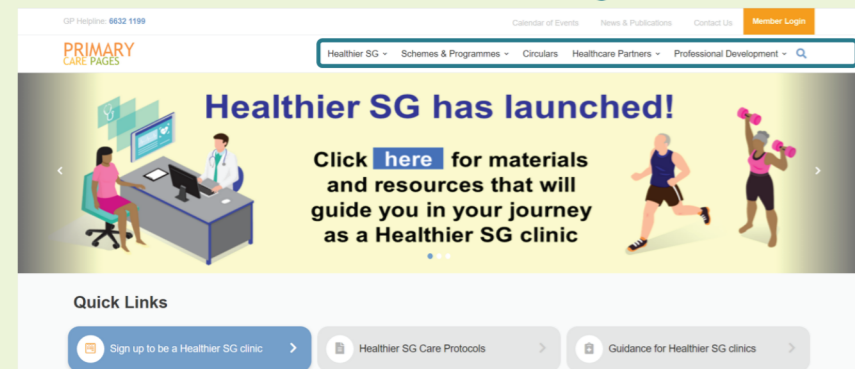 GP Helpline: 6632 1199
Calendar of Events News & Publications Contact Us Member Login
PRIMARY
CARE PAGES
Healthier SG Schemes & Programmes Circulars Healthcare Partners Professional Development
Healthier SG has launched!
Click here for materials
and resources that will
guide you in your journey
as a Healthier SG clinic
Quick Links
Sign up to be a Healthier SG clinic Healthier SG Care Protocols Guidance for Healthier SG clinics